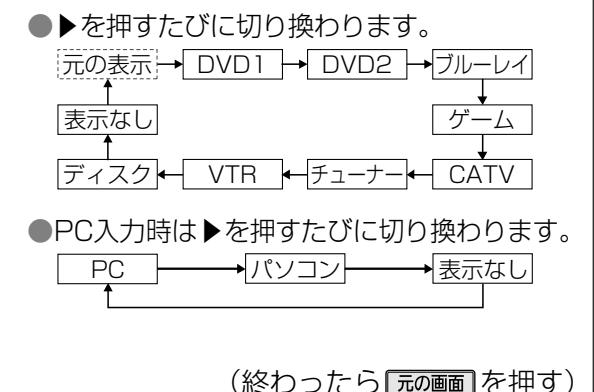 ●▶を押すたびに切り換わります。
元の表示 DVD1 DVD2 ブルーレイ
表示なし ゲーム
ディスク VTR チューナー CATV
●PC入力時は▶を押すたびに切り換わります。
PC パソコン 表示なし
（終わったら 元の画面 を押す）